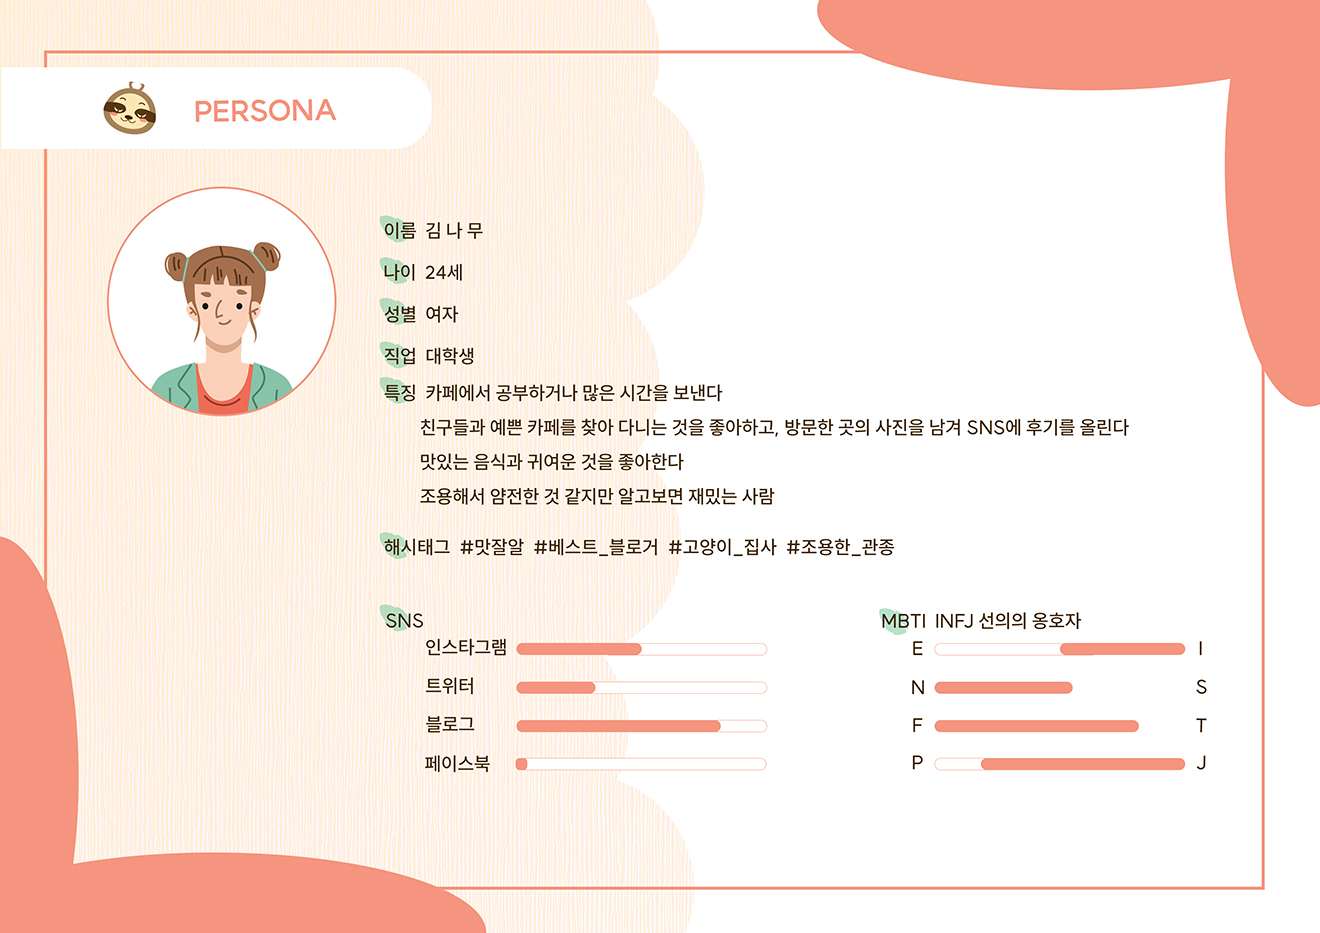 PERSONA
이름 김 나 무
나이 24세
성별 여자
직업 대학생
특징 카페에서 공부하거나 많은 시간을 보낸다
친구들과 예쁜 카페를 찾아 다니는 것을 좋아하고, 방문한 곳의 사진을 남겨 SNS에 후기를 올린다
맛있는 음식과 귀여운 것을 좋아한다
조용해서 얌전한 것 같지만 알고보면 재밌는 사람
해시태그 #맛잘알 #베스트_블로거 #고양이_집사 #조용한_관종
SNS
인스타그램
트위터
블로그
페이스북
MBTI INFJ 선의의 옹호자
E I
N S
F T
P J